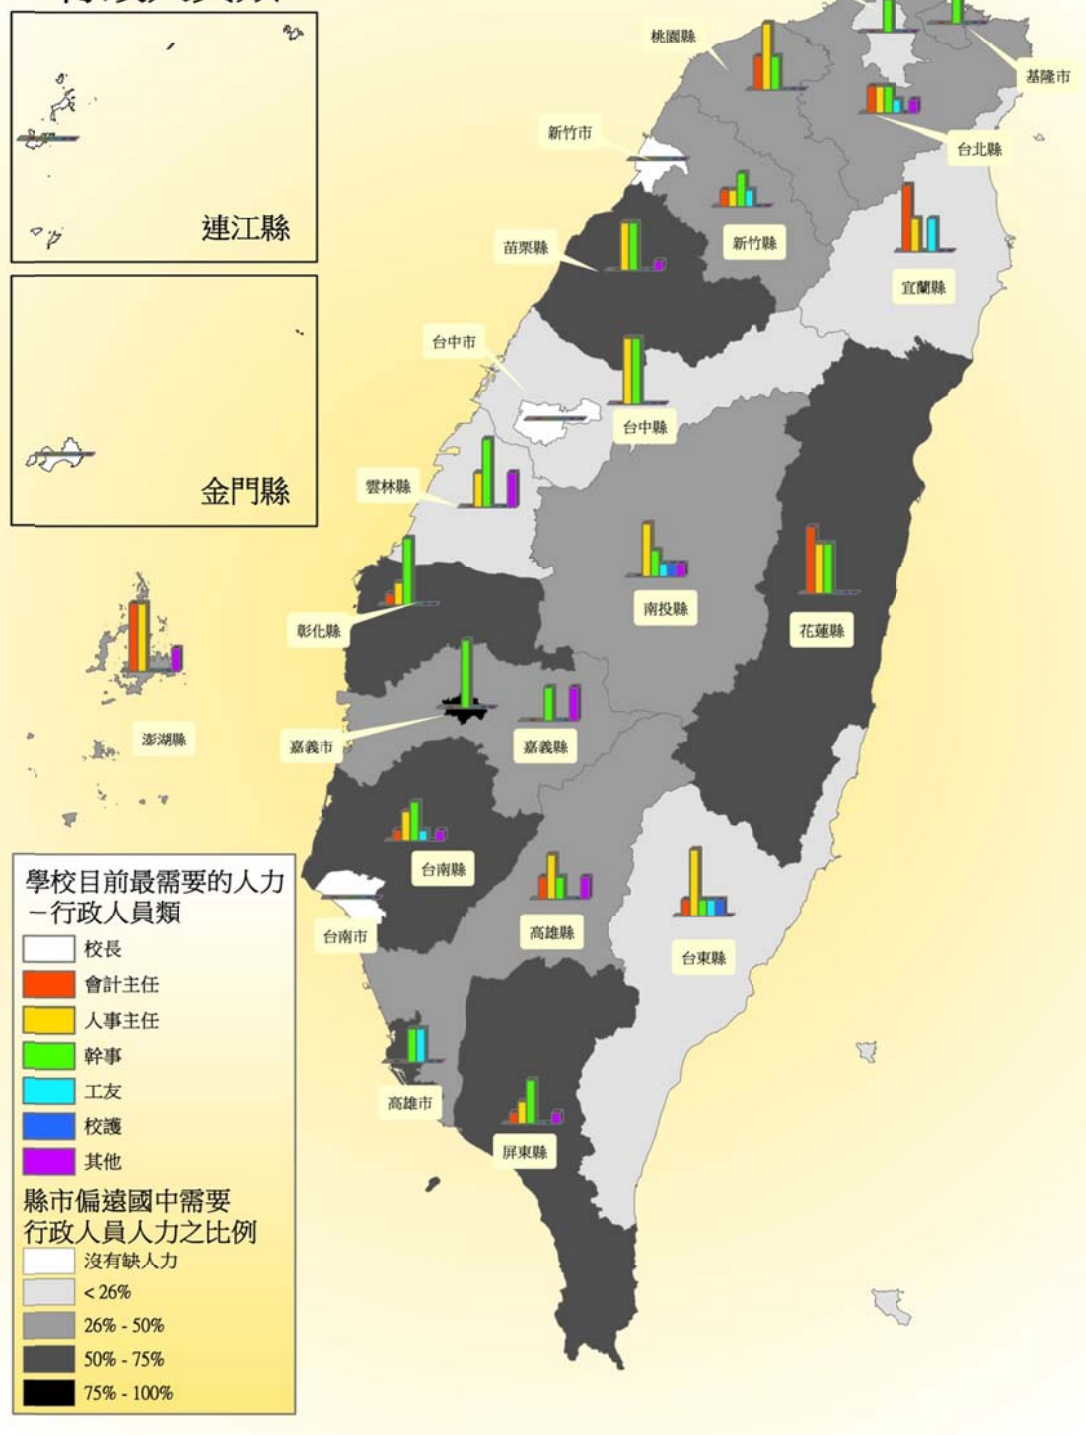 連江縣
金門縣
桃園縣
基隆市
新竹市
台北縣
苗栗縣
新竹縣
宜蘭縣
台中市
台中縣
雲林縣
南投縣
花蓮縣
彰化縣
澎湖縣
嘉義市
嘉義縣
台南縣
台南市
高雄縣
台東縣
高雄市
屏東縣
學校目前最需要的人力
－行政人員類
校長
會計主任
人事主任
幹事
工友
校護
其他
縣市偏遠國中需要
行政人員人力之比例
沒有缺人力
< 26%
26% - 50%
50% - 75%
75% - 100%